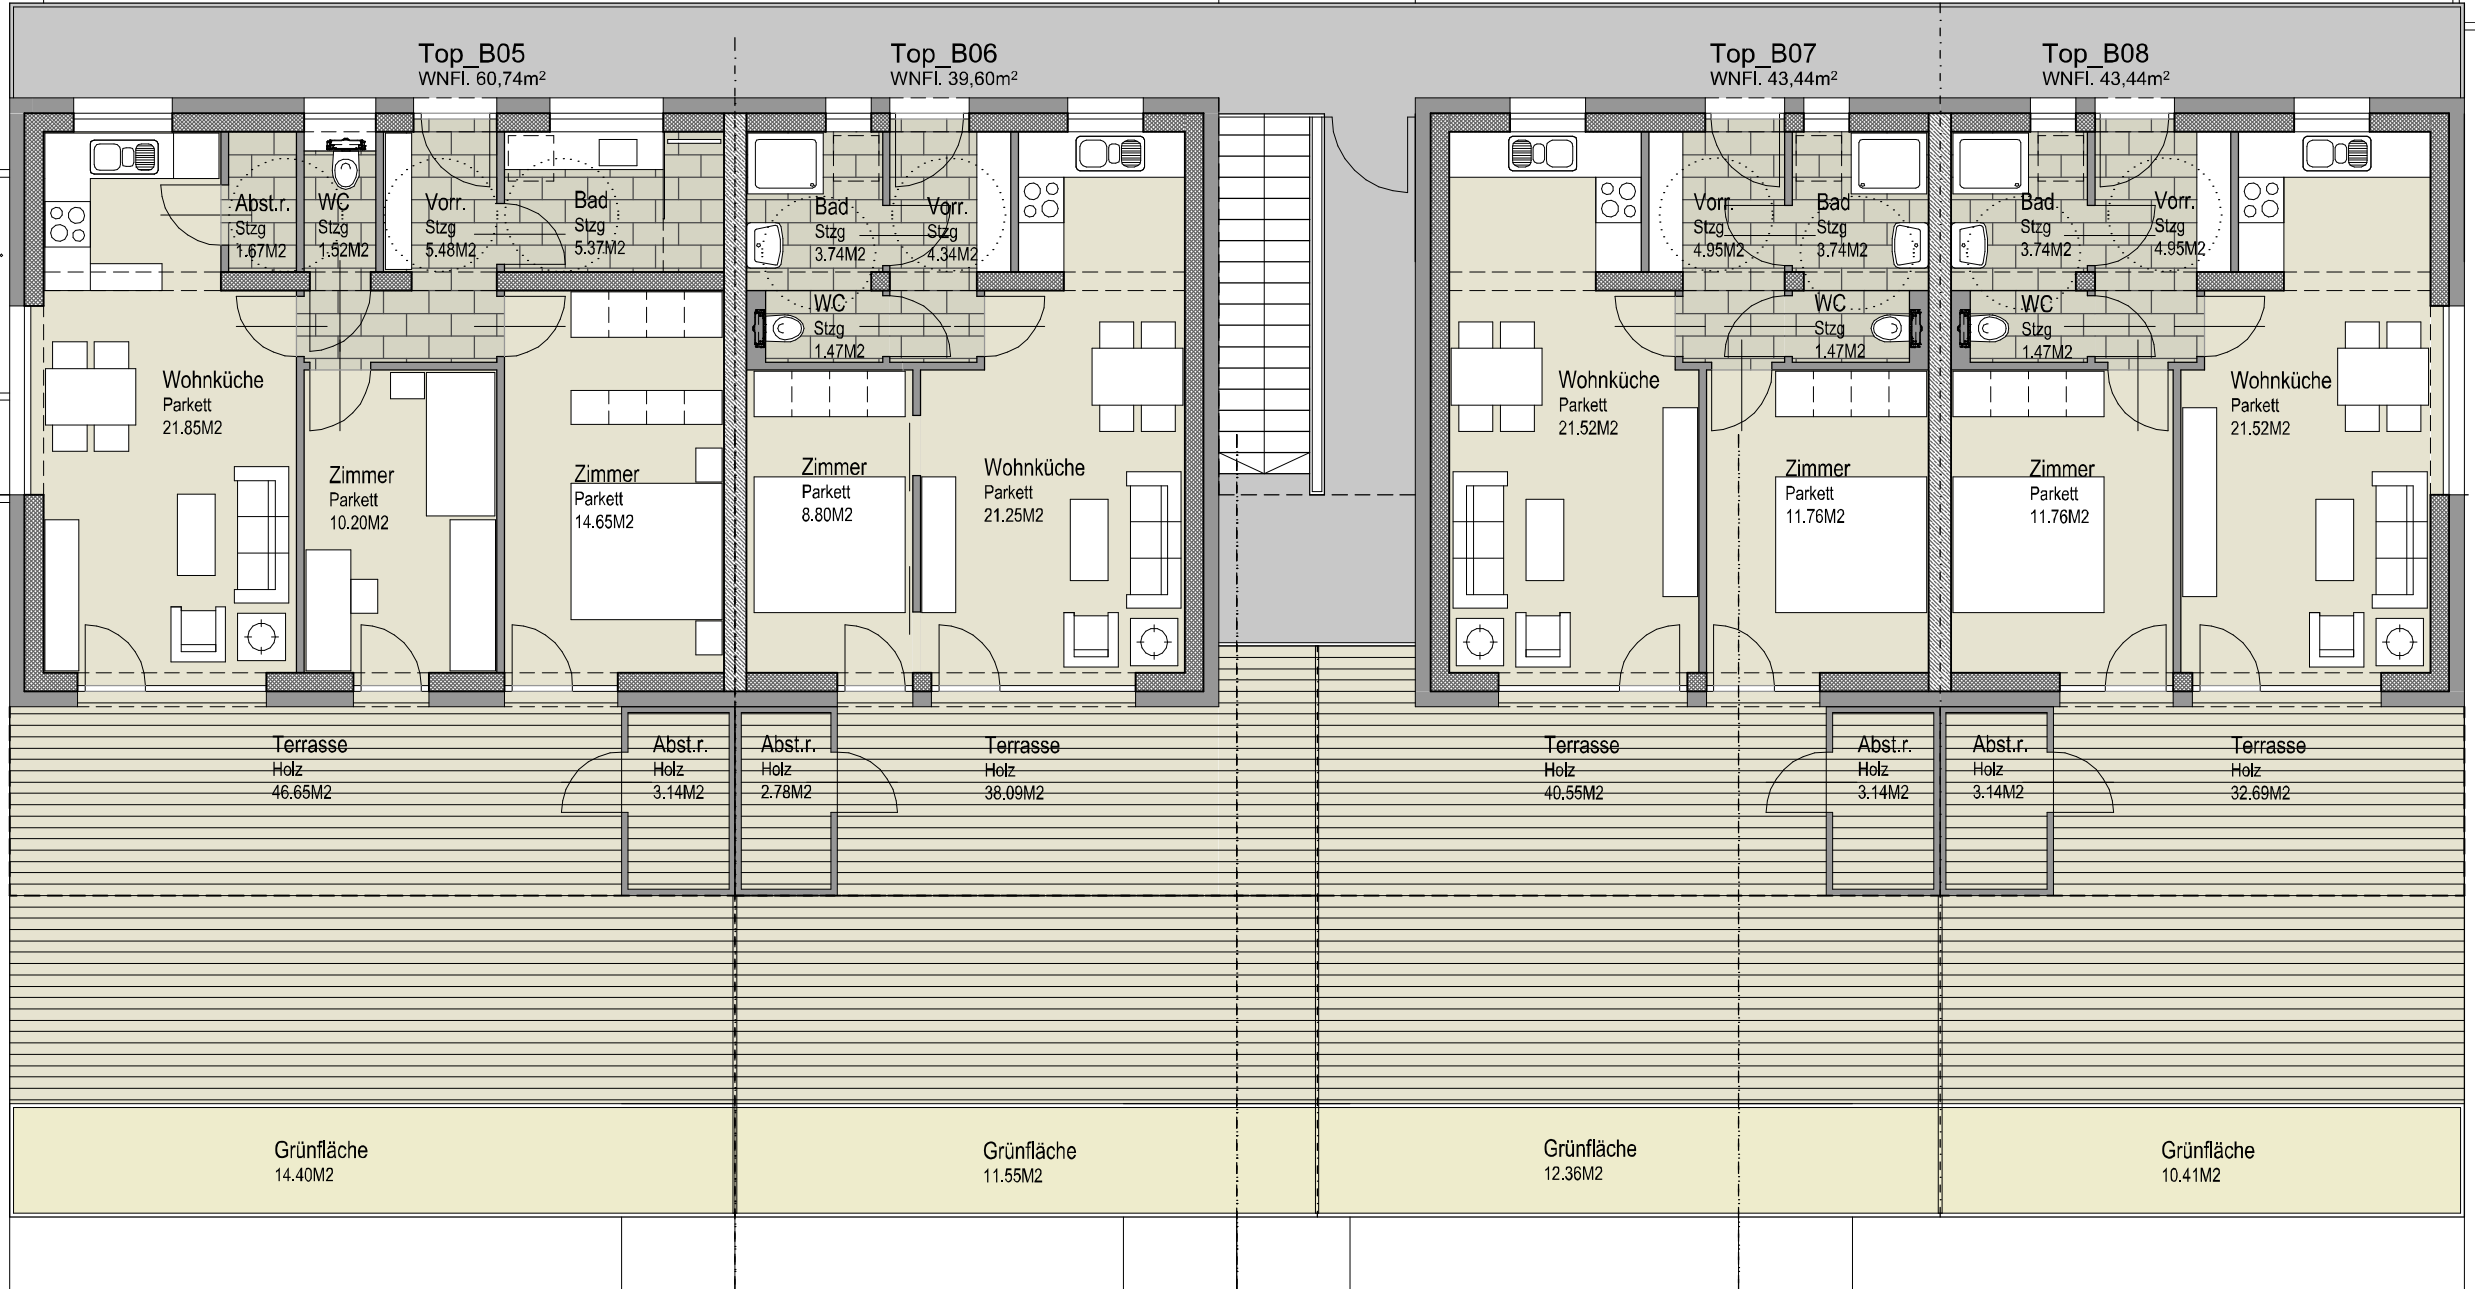 Top_B05
WNFl. 60,74m²
Top_B06
WNFl. 39,60m²
Top_B07
WNFl. 43,44m²
Top_B08
WNFl. 43,44m²
Abst.r.
Stzg
1.67M2
WC
Stzg
1.52M2
Vorr.
Stzg
5.48M2
Bad
Stzg
5.37M2
Bad
Stzg
3.74M2
Vorr.
Stzg
4.34M2
Vorr.
Stzg
4.95M2
Bad
Stzg
3.74M2
Bad
Stzg
3.74M2
Vorr.
Stzg
4.95M2
WC
Stzg
1.47M2
WC
Stzg
1.47M2
WC
Stzg
1.47M2
Wohnküche
Parkett
21.85M2
Zimmer
Parkett
10.20M2
Zimmer
Parkett
14.65M2
Zimmer
Parkett
8.80M2
Wohnküche
Parkett
21.25M2
Wohnküche
Parkett
21.52M2
Zimmer
Parkett
11.76M2
Zimmer
Parkett
11.76M2
Wohnküche
Parkett
21.52M2
Terrasse
Holz
46.65M2
Abst.r.
Holz
3.14M2
Abst.r.
Holz
2.78M2
Terrasse
Holz
38.09M2
Terrasse
Holz
40.55M2
Abst.r.
Holz
3.14M2
Abst.r.
Holz
3.14M2
Terrasse
Holz
32.69M2
Grünfläche
14.40M2
Grünfläche
11.55M2
Grünfläche
12.36M2
Grünfläche
10.41M2